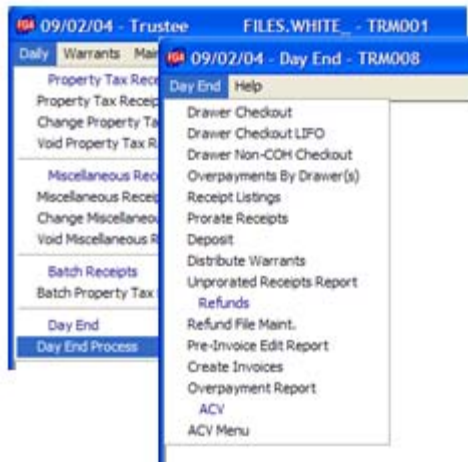 09/02/04 - Trustee FILES.WHITE_ - TRM001
Daily Warrants
Property Tax
Property Tax Receip
Change Property Ta
Void Property Tax R
Miscellaneous Rec
Miscellaneous Receip
Change Miscellaneou
Void Miscellaneous R
Batch Receipts
Batch Property Tax
Day End
Day End Process
09/02/04 - Day End - TRM008
Day End Help
Drawer Checkout
Drawer Checkout LIFO
Drawer Non-COH Checkout
Overpayments By Drawer(s)
Receipt Listings
Prorate Receipts
Deposit
Distribute Warrants
Unprorated Receipts Report
Refunds
Refund File Maint.
Pre-Invoice Edit Report
Create Invoices
Overpayment Report
ACV
ACV Menu